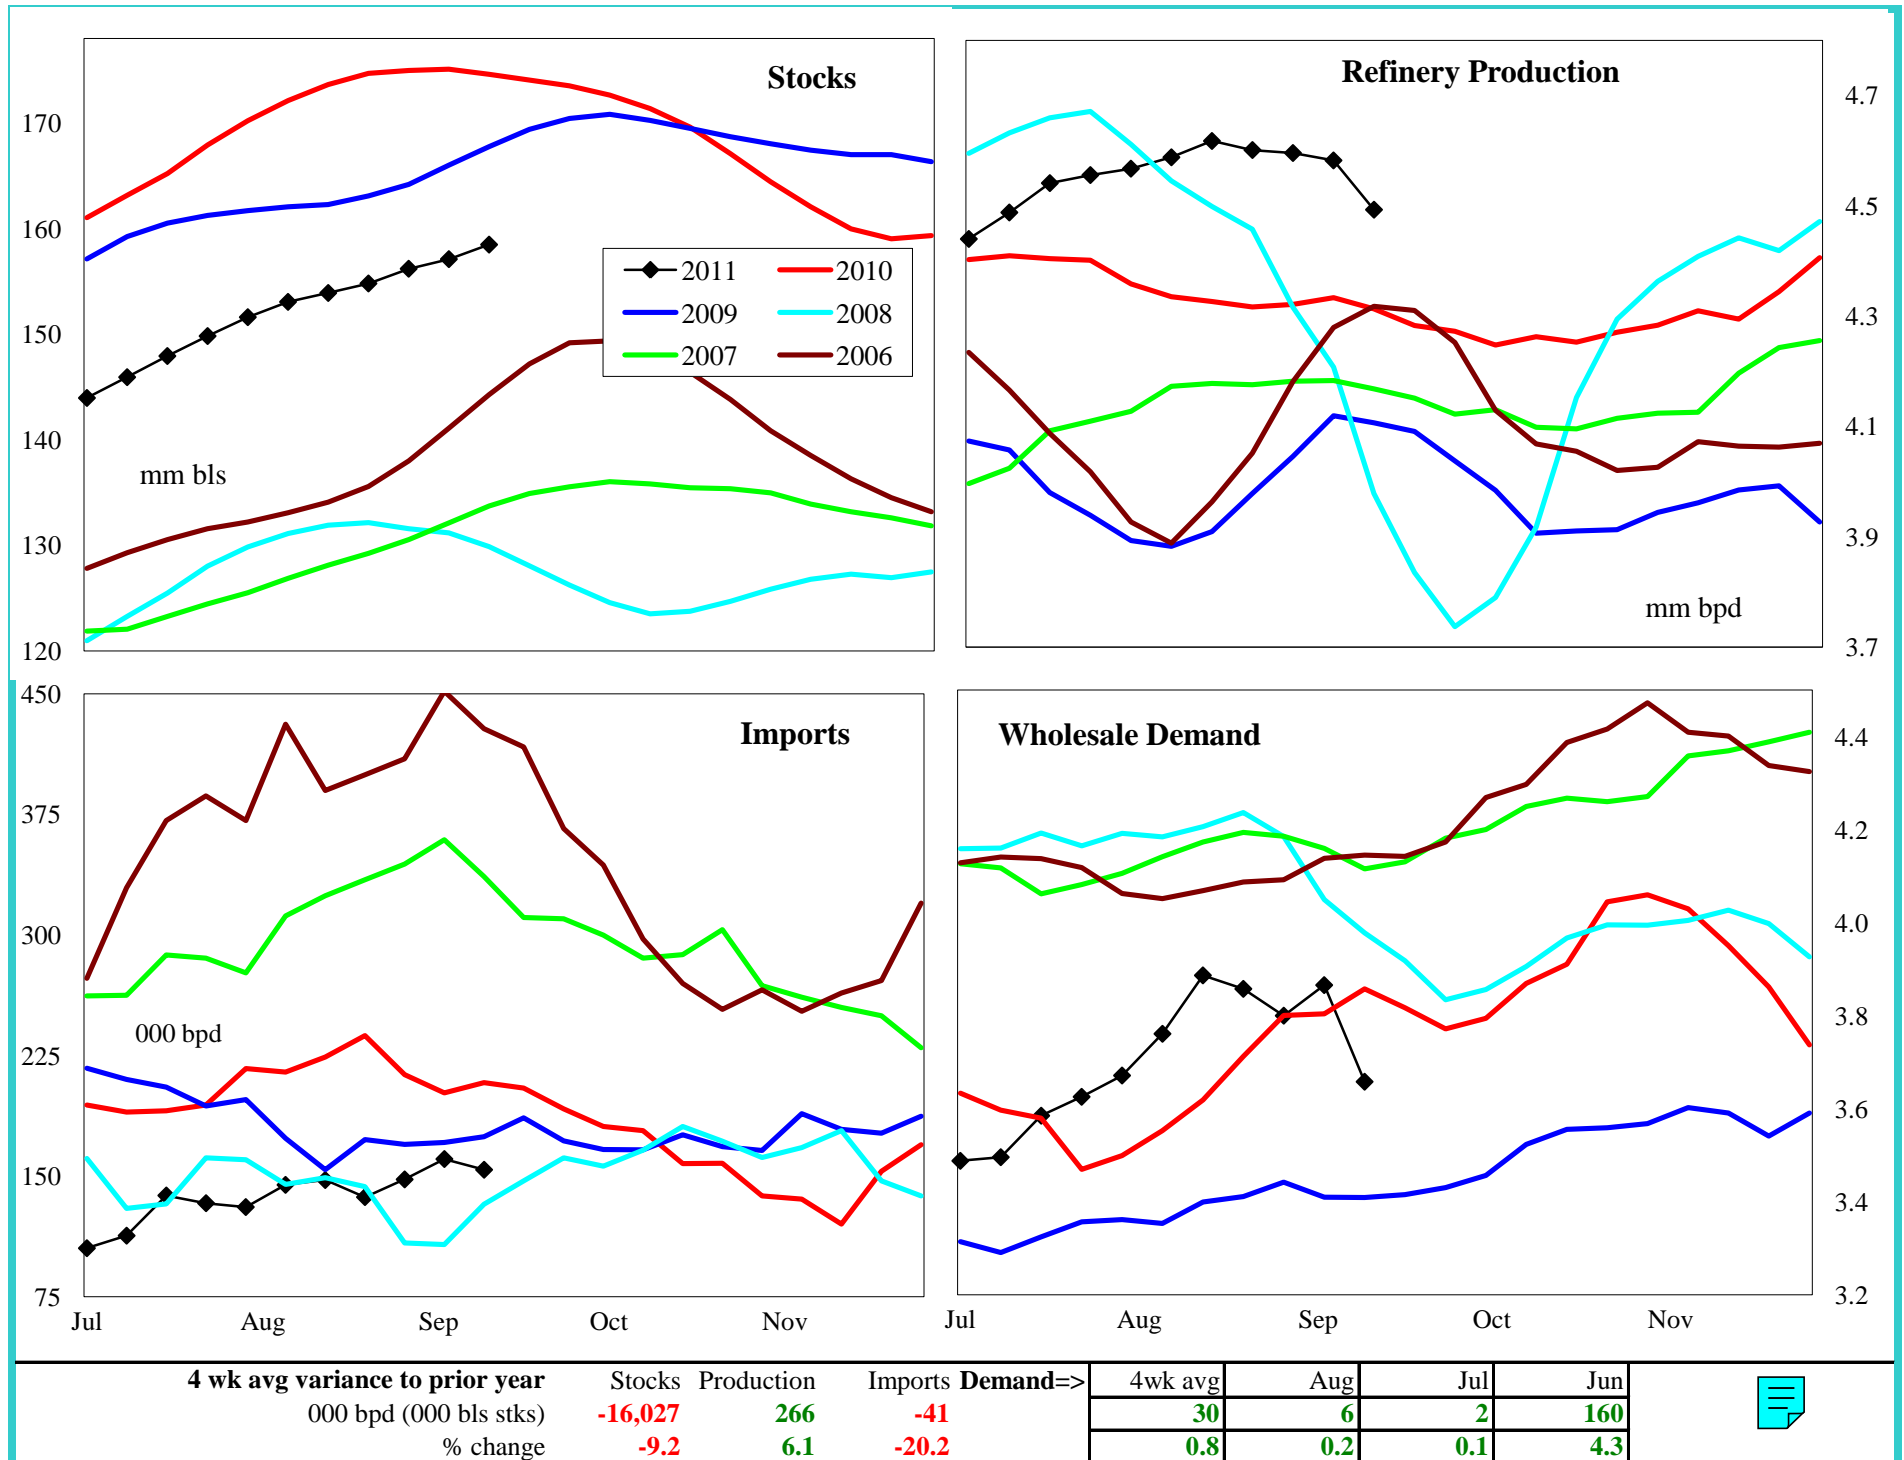 Stocks
170
160
150
140
130
120
mm bls
2011 2010
2009 2008
2007 2006
Refinery Production
4.7
4.5
4.3
4.1
3.9
3.7
mm bpd
Imports
450
375
300
225
150
75
000 bpd
Jul Aug Sep Oct Nov
Wholesale Demand
4.4
4.2
4.0
3.8
3.6
3.4
3.2
Jul Aug Sep Oct Nov
4 wk avg variance to prior year Stocks Production Imports Demand=> 4wk avg Aug Jul Jun
000 bpd (000 bls stks) -16,027 266 -41 30 6 2 160
% change -9.2 6.1 -20.2 0.8 0.2 0.1 4.3